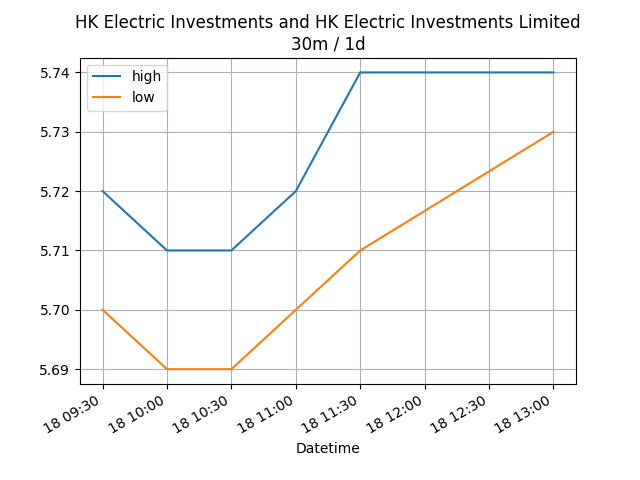 HK Electric Investments and HK Electric Investments Limited
30m / 1d
high
low
5.74
5.73
5.72
5.71
5.70
5.69
18 09:30
18 10:00
18 10:30
18 11:00
18 11:30
18 12:00
18 12:30
18 13:00
Datetime